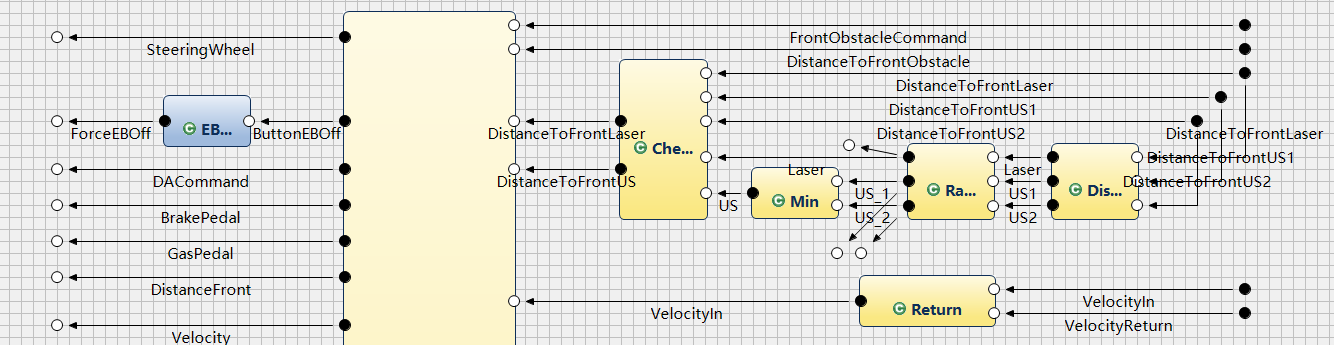 FrontObstacleCommand
SteeringWheel
DistanceToFrontObstacle
DistanceToFrontLaser
DistanceToFrontUS1
EB...
ForceEBOff
ButtonEBOff
DistanceToFrontLaser
DistanceToFrontUS2
DistanceToFrontLaser
Che...
DistanceToFrontUS1
Laser
Laser
DACommand
DistanceToFrontUS
DistanceToFrontUS2
Ra...
Dis...
US_1
US1
Min
US
BrakePedal
US_2
US2
GasPedal
DistanceFront
VelocityIn
Return
VelocityIn
VelocityReturn
Velocity